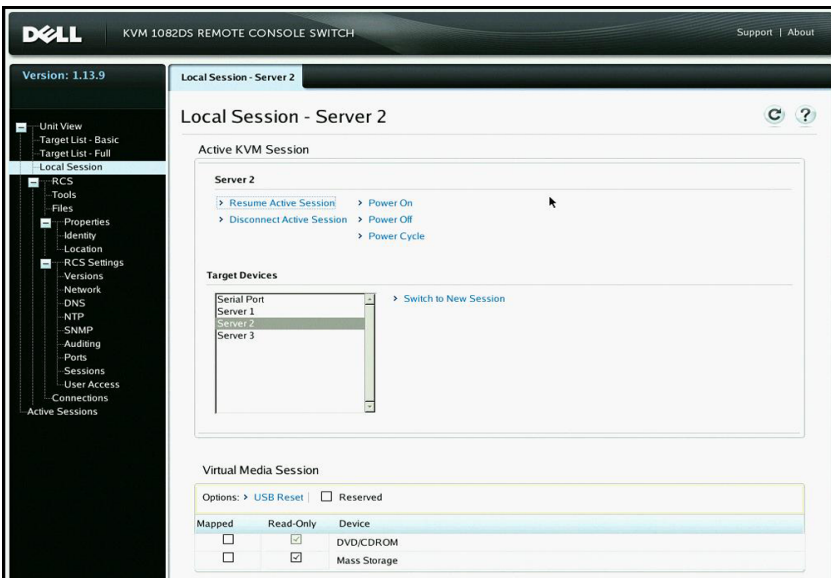 DELL KVM 1082DS REMOTE CONSOLE SWITCH Support | About
Version: 1.13.9
Unit View
Target List - Basic
Target List - Full
Local Session
RCS
Tools
Files
Properties
Identity
Location
RCS Settings
Versions
Network
DNS
NTP
SNMP
Auditing
Ports
Sessions
User Access
Connections
Active Sessions
Local Session - Server 2
Local Session - Server 2
Active KVM Session
Server 2
Resume Active Session Power On
Disconnect Active Session Power Off
Power Cycle
Target Devices
Serial Port Switch to New Session
Server 1
Server 2
Server 3
Virtual Media Session
Options: USB Reset | Reserved
Mapped Read-Only Device
DVD/CDROM
Mass Storage